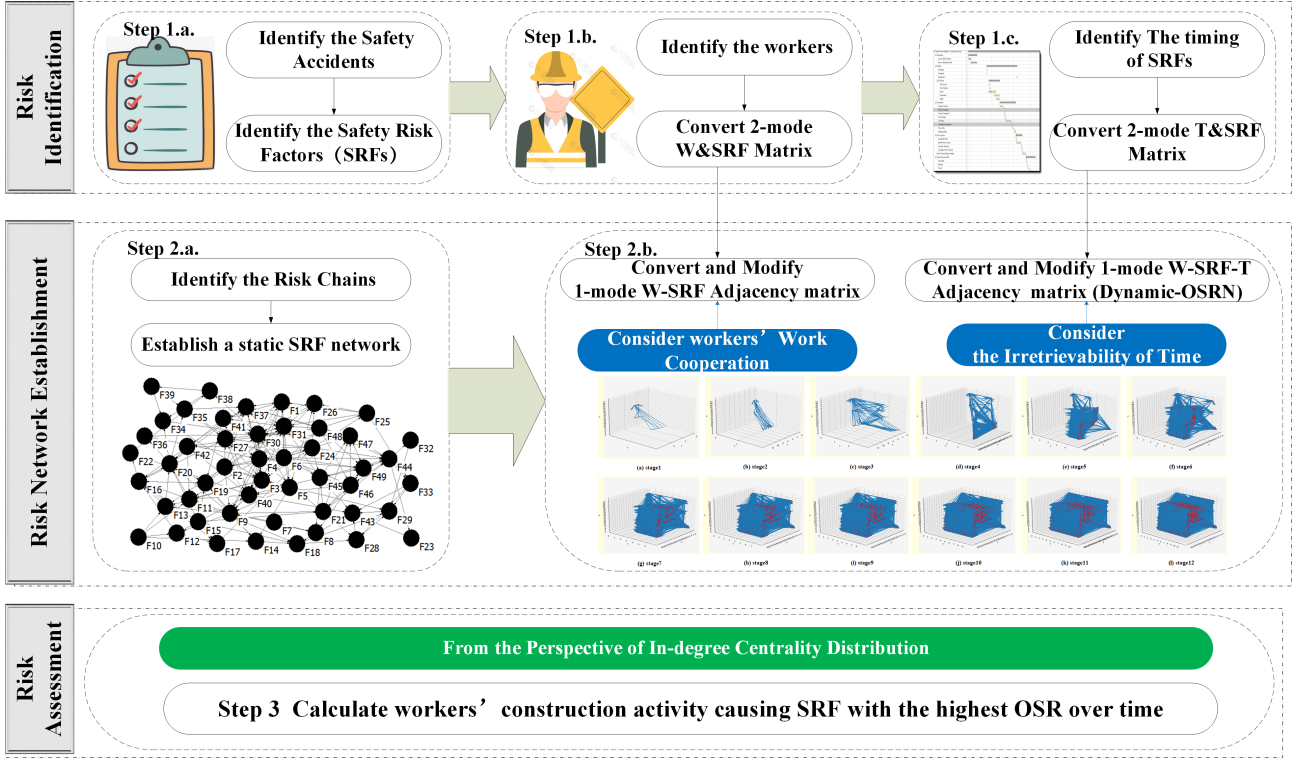 Risk
Identification
Step 1.a.
Identify the Safety
Accidents
Identify the Safety Risk
Factors（SRFs）
Step 1.b.
Identify the workers
Convert 2-mode
W&SRF Matrix
Step 1.c.
Identify The timing
of SRFs
Convert 2-mode T&SRF
Matrix
Risk Network Establishment
Step 2.a.
Identify the Risk Chains
Establish a static SRF network
F39
F38
F35
F37
F1
F26
F25
F34
F41
F31
F48
F47
F32
F36
F42
F27
F30
F24
F44
F22
F20
F2
F4
F6
F49
F16
F19
F3
F5
F45
F46
F33
F13
F11
F40
F9
F21
F43
F29
F10
F12
F15
F17
F14
F7
F18
F8
F28
F23
Step 2.b.
Convert and Modify
1-mode W-SRF Adjacency matrix
Convert and Modify 1-mode W-SRF-T
Adjacency matrix (Dynamic-OSRN)
Consider workers’ Work
Cooperation
Consider
the Irretrievability of Time
(a) stage1
(b) stage2
(c) stage3
(d) stage4
(e) stage5
(f) stage6
(g) stage7
(h) stage8
(i) stage9
(j) stage10
(k) stage11
(l) stage12
Risk
Assessment
From the Perspective of In-degree Centrality Distribution
Step 3 Calculate workers’ construction activity causing SRF with the highest OSR over time